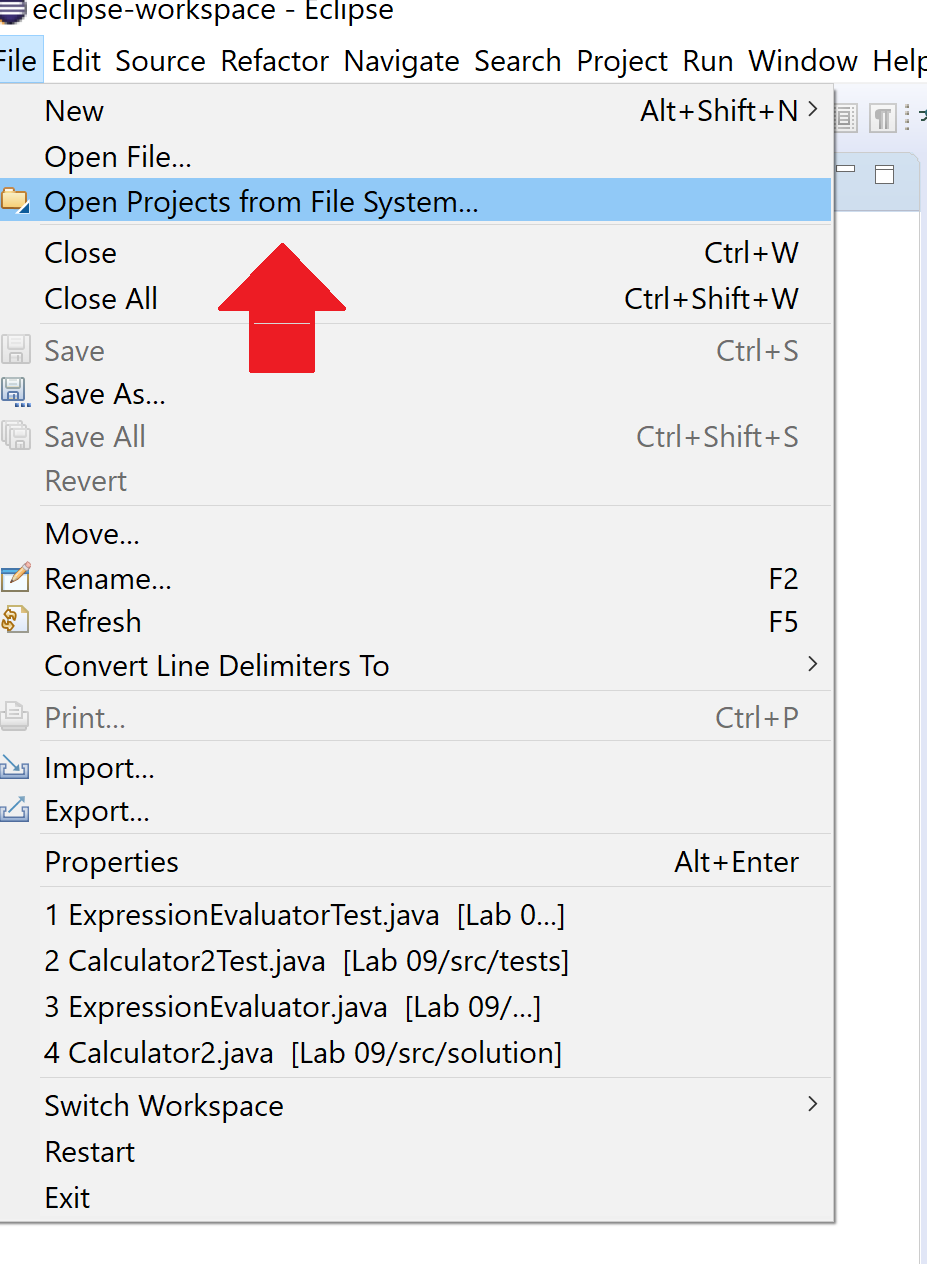 eclipse-workspace - Eclipse
File Edit Source Refactor Navigate Search Project Run Window Help
New Alt+Shift+N >
Open File...
Open Projects from File System...
Close Ctrl+W
Close All Ctrl+Shift+W
Save Ctrl+S
Save As...
Save All Ctrl+Shift+S
Revert
Move...
Rename... F2
Refresh F5
Convert Line Delimiters To >
Print... Ctrl+P
Import...
Export...
Properties Alt+Enter
1 ExpressionEvaluatorTest.java [Lab 0...]
2 Calculator2Test.java [Lab 09/src/tests]
3 ExpressionEvaluator.java [Lab 09/...]
4 Calculator2.java [Lab 09/src/solution]
Switch Workspace >
Restart
Exit